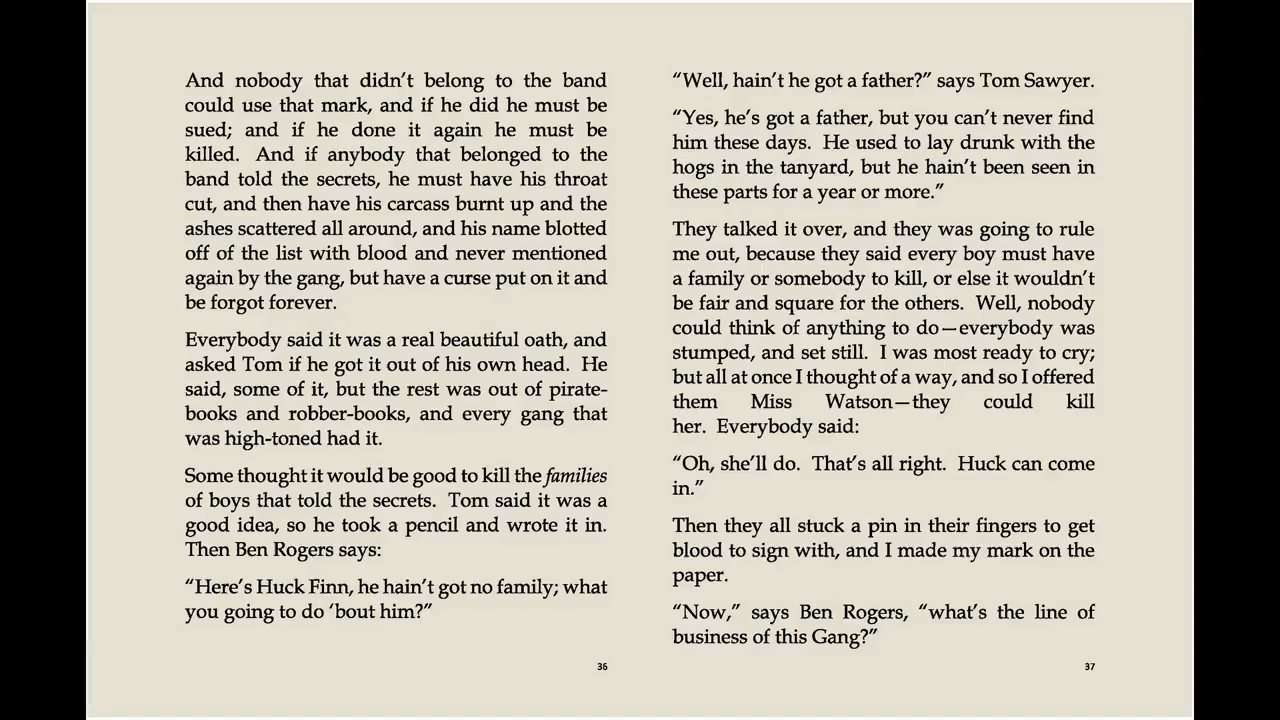 And nobody that didn’t belong to the band
could use that mark, and if he did he must be
sued; and if he done it again he must be
killed. And if anybody that belonged to the
band told the secrets, he must have his throat
cut, and then have his carcass burnt up and the
ashes scattered all around, and his name blotted
off of the list with blood and never mentioned
again by the gang, but have a curse put on it and
be forgot forever.
Everybody said it was a real beautiful oath, and
asked Tom if he got it out of his own head. He
said, some of it, but the rest was out of pirate-
books and robber-books, and every gang that
was high-toned had it.
Some thought it would be good to kill the families
of boys that told the secrets. Tom said it was a
good idea, so he took a pencil and wrote it in.
Then Ben Rogers says:
“Here’s Huck Finn, he hain’t got no family; what
you going to do ‘bout him?”
36
“Well, hain’t he got a father?” says Tom Sawyer.
“Yes, he’s got a father, but you can’t never find
him these days. He used to lay drunk with the
hogs in the tanyard, but he hain’t been seen in
these parts for a year or more.”
They talked it over, and they was going to rule
me out, because they said every boy must have
a family or somebody to kill, or else it wouldn’t
be fair and square for the others. Well, nobody
could think of anything to do—everybody was
stumped, and set still. I was most ready to cry;
but all at once I thought of a way, and so I offered
them Miss Watson—they could kill
her. Everybody said:
“Oh, she’ll do. That’s all right. Huck can come
in.”
Then they all stuck a pin in their fingers to get
blood to sign with, and I made my mark on the
paper.
“Now,” says Ben Rogers, “what’s the line of
business of this Gang?”
37